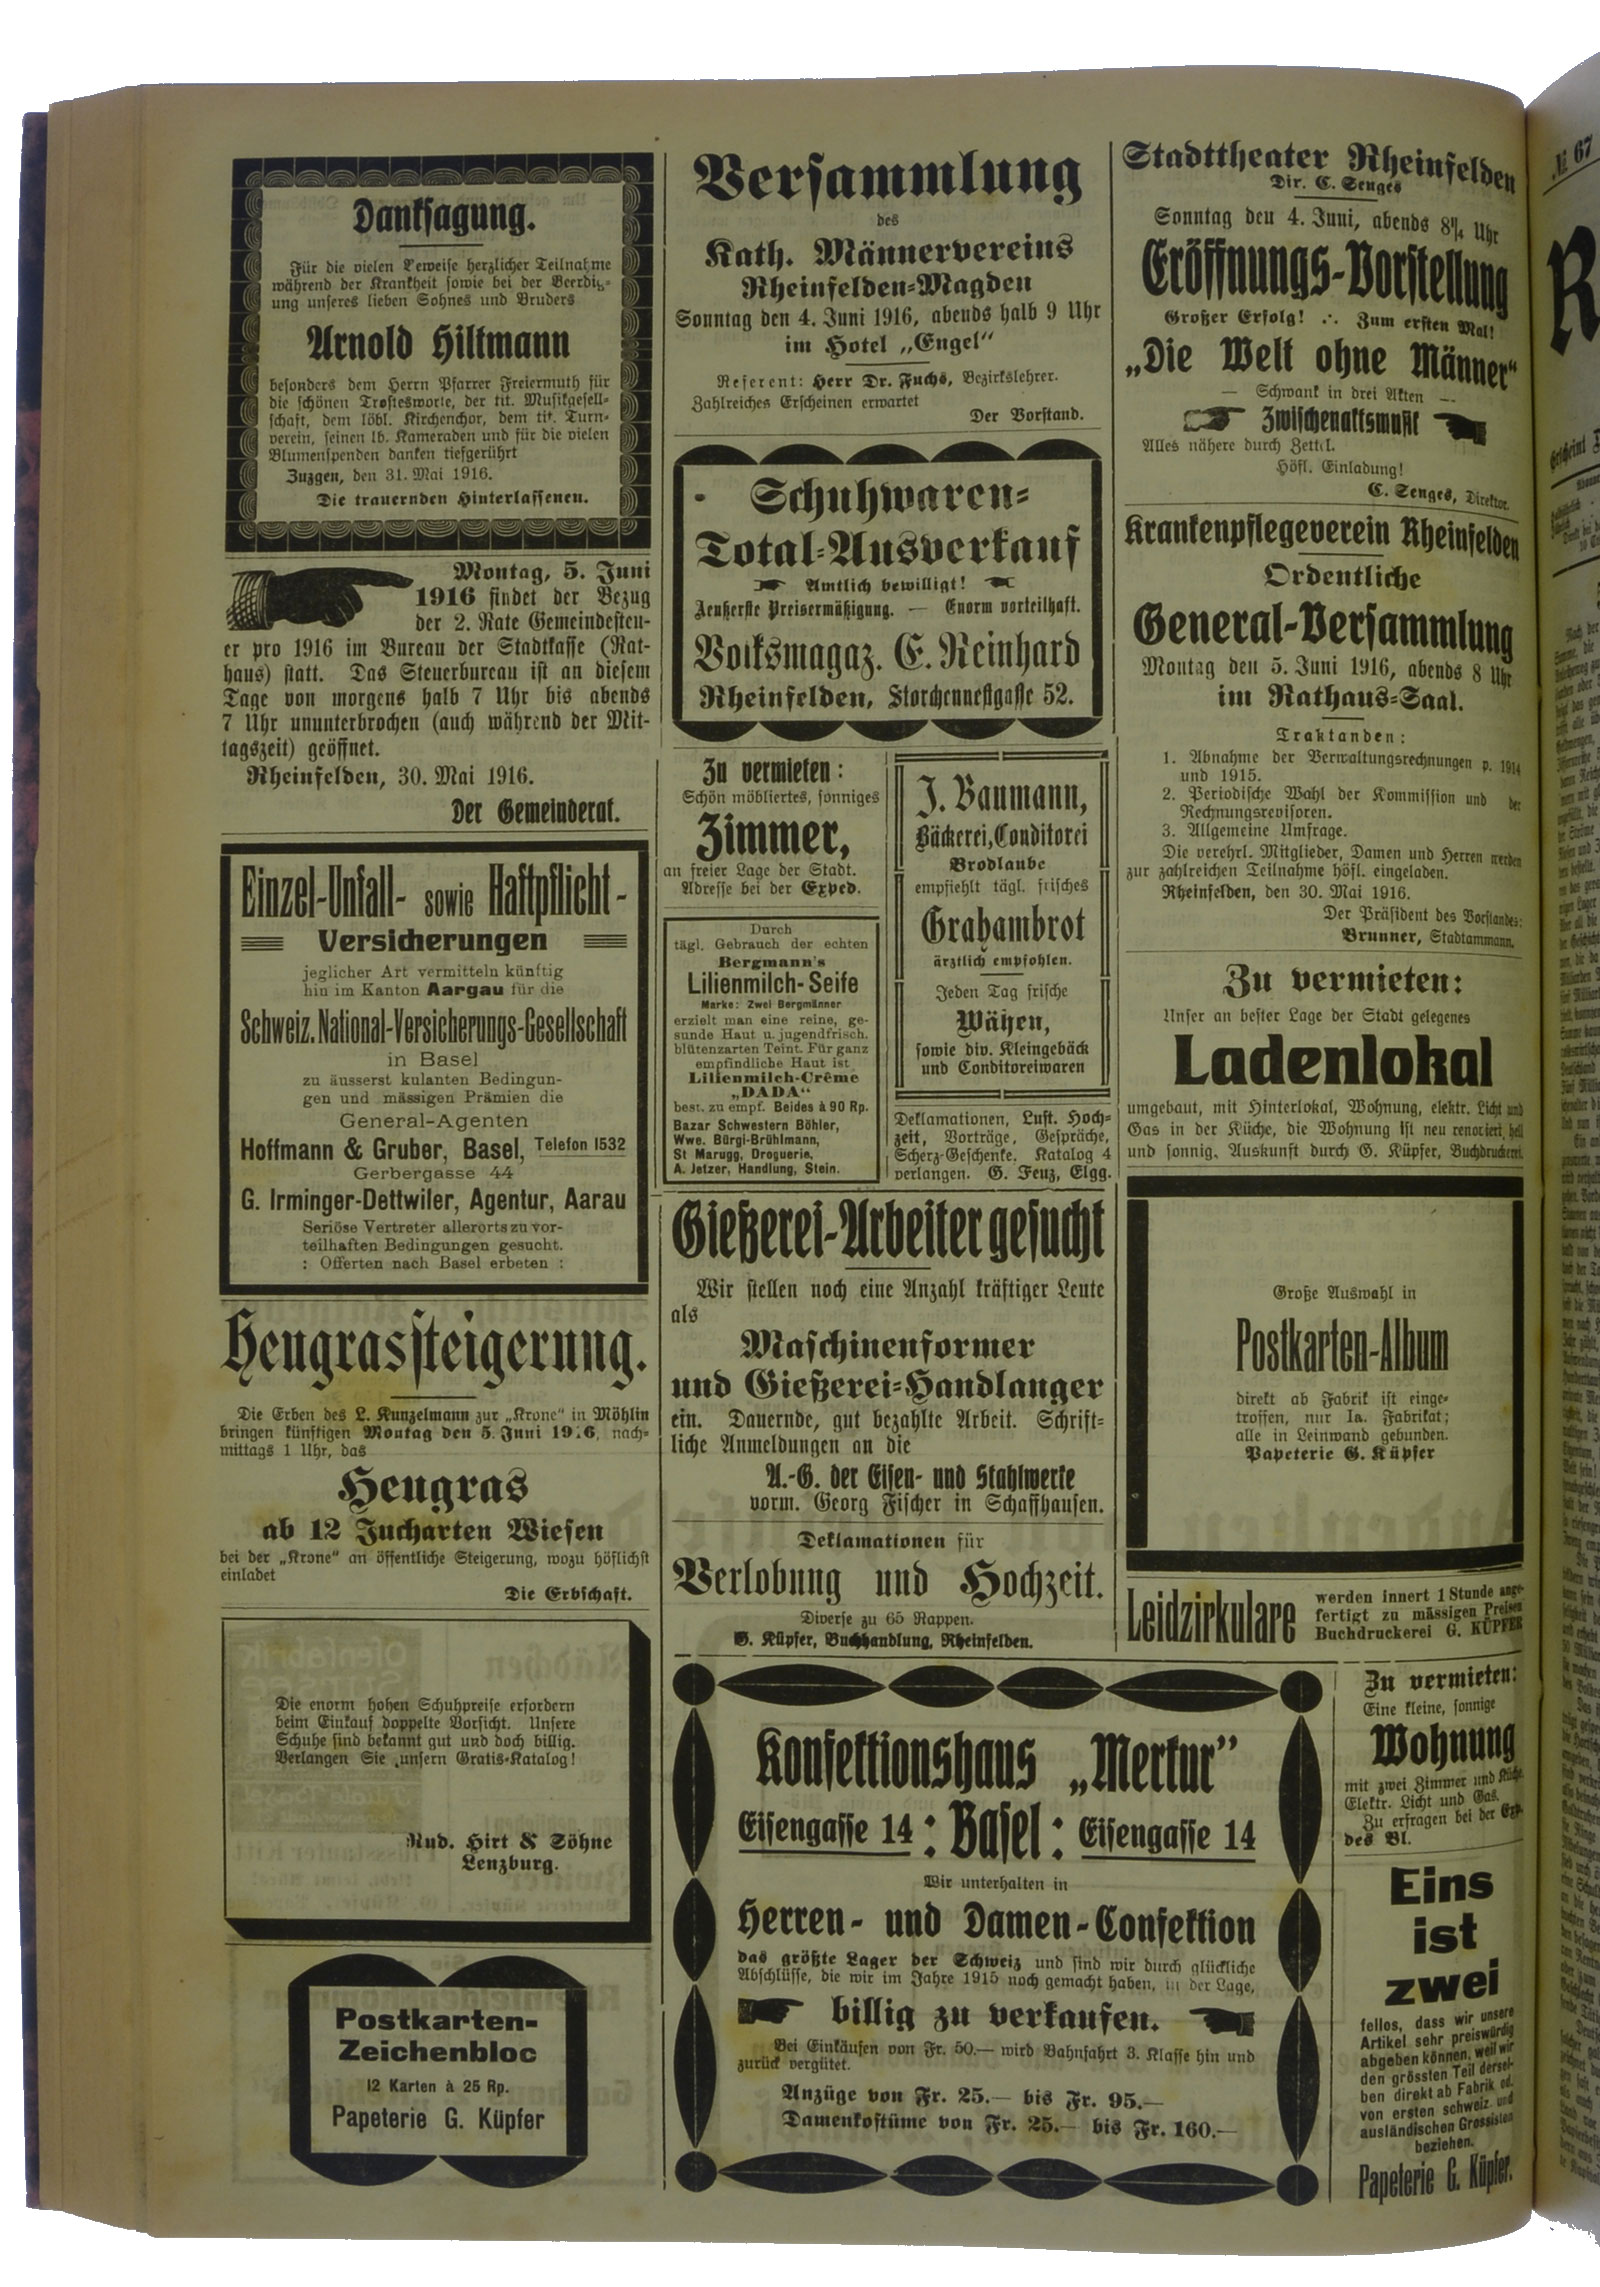 Danksagung.
Für die vielen Beweise herzlicher Teilnahme
während der Krankheit sowie bei der Beerdig-
ung unseres lieben Sohnes und Bruders
Arnold Hiltmann
besonders dem Herrn Pfarrer Freiermuth für
die schönen Trostesworte, der tit. Musikgesell-
schaft, dem löbl. Kirchenchor, dem tit. Turn-
verein, seinen lb. Kameraden und für die vielen
Blumenspenden danken tiefgerührt
Zuzgen, den 31. Mai 1916.
Die trauernden Hinterlassenen.
Montag, 5. Juni
1916 findet der Bezug
der 2. Rate Gemeindesteu-
er pro 1916 im Bureau der Stadtkasse (Rat-
haus) statt. Das Steuerbureau ist an diesem
Tage von morgens halb 7 Uhr bis abends
7 Uhr ununterbrochen (auch während der Mit-
tagszeit) geöffnet.
Rheinfelden, 30. Mai 1916.
Der Gemeinderat.
Einzel-Unfall- sowie Haftpflicht-
Versicherungen
jeglicher Art vermitteln künftig
hin im Kanton Aargau für die
Schweiz. National-Versicherungs-Gesellschaft
in Basel
zu äusserst kulanten Bedingun-
gen und mässigen Prämien die
General-Agenten
Hoffmann & Gruber, Basel, Telefon 1532
Gerbergasse 44
G. Irminger-Dettwiler, Agentur, Aarau
Seriöse Vertreter allerorts zu vor-
teilhaften Bedingungen gesucht.
: Offerten nach Basel erbeten :
Heugrassteigerung.
Die Erben des L. Kunzelmann zur „Krone" in Möhlin
bringen künftigen Montag den 5. Juni 1916, nach-
mittags 1 Uhr, das
Heugras
ab 12 Jucharten Wiesen
bei der „Krone" an öffentliche Steigerung, wozu höflichst
einladet
Die Erbschaft.
Die enorm hohen Schuhpreise erfordern
beim Einkauf doppelte Vorsicht. Unsere
Schuhe sind bekannt gut und doch billig.
Verlangen Sie unsern Gratis-Katalog!
Rud. Hirt & Söhne
Lenzburg.
Postkarten-
Zeichenbloc
12 Karten à 25 Rp.
Papeterie G. Küpfer
Versammlung
des
Kath. Männervereins
Rheinfelden-Magden
Sonntag den 4. Juni 1916, abends halb 9 Uhr
im Hotel „Engel"
Referent: Herr Dr. Fuchs, Bezirkslehrer.
Zahlreiches Erscheinen erwartet
Der Vorstand.
Schuhwaren-
Total-Ausverkauf
Amtlich bewilligt!
Aeußerste Preisermäßigung. — Enorm vorteilhaft.
Volksmagaz. E. Reinhard
Rheinfelden, Storchennestgasse 52.
Zu vermieten:
Schön möbliertes, sonniges
Zimmer,
an freier Lage der Stadt.
Adresse bei der Exped.
Durch
tägl. Gebrauch der echten
Bergmann's
Lilienmilch-Seife
Marke: Zwei Bergmänner
erzielt man eine reine, ge-
sunde Haut u. jugendfrisch.
blütenzarten Teint. Für ganz
empfindliche Haut ist
Lilienmilch-Crême
„DADA"
best. zu empf. Beides à 90 Rp.
Bazar Schwestern Böhler,
Wwe. Bürgi-Brühlmann,
St Marugg, Droguerie,
A. Jetzer, Handlung, Stein.
J. Baumann,
Bäckerei, Conditorei
Brodlaube
empfiehlt tägl. frisches
Grahambrot
ärztlich empfohlen.
Jeden Tag frische
Wähen,
sowie div. Kleingebäck
und Conditoreiwaren
Deklamationen, Lust. Hoch-
zeit, Vorträge, Gespräche,
Scherz-Geschenke. Katalog 4
verlangen. G. Feuz, Elgg.
Gießerei-Arbeiter gesucht
Wir stellen noch eine Anzahl kräftiger Leute
als
Maschinenformer
und Gießerei-Handlanger
ein. Dauernde, gut bezahlte Arbeit. Schrift-
liche Anmeldungen an die
A.-G. der Eisen- und Stahlwerke
vorm. Georg Fischer in Schaffhausen.
Deklamationen für
Verlobung und Hochzeit.
Diverse zu 65 Rappen.
G. Küpfer, Buchhandlung, Rheinfelden.
Konfektionshaus „Merkur"
Eisengasse 14 : Basel : Eisengasse 14
Wir unterhalten in
Herren- und Damen-Confektion
das größte Lager der Schweiz und sind wir durch glückliche
Abschlüsse, die wir im Jahre 1915 noch gemacht haben, in der Lage,
billig zu verkaufen.
Bei Einkäufen von Fr. 50.— wird Bahnfahrt 3. Klasse hin und
zurück vergütet.
Anzüge von Fr. 25.— bis Fr. 95.—
Damenkostüme von Fr. 25.— bis Fr. 160.—
Stadttheater Rheinfelden
Dir. C. Senges
Sonntag den 4. Juni, abends 8¼ Uhr
Eröffnungs-Vorstellung
Großer Erfolg! ∴ Zum ersten Mal!
„Die Welt ohne Männer"
— Schwank in drei Akten —
Zwischenaktsmusik
Alles nähere durch Zettel.
Höfl. Einladung!
C. Senges, Direktor.
Krankenpflegeverein Rheinfelden
Ordentliche
General-Versammlung
Montag den 5. Juni 1916, abends 8 Uhr
im Rathaus-Saal.
Traktanden:
1. Abnahme der Verwaltungsrechnungen p. 1914
und 1915.
2. Periodische Wahl der Kommission und der
Rechnungsrevisoren.
3. Allgemeine Umfrage.
Die verehrl. Mitglieder, Damen und Herren werden
zur zahlreichen Teilnahme höfl. eingeladen.
Rheinfelden, den 30. Mai 1916.
Der Präsident des Vorstandes:
Brunner, Stadtammann.
Zu vermieten:
Unser an bester Lage der Stadt gelegenes
Ladenlokal
umgebaut, mit Hinterlokal, Wohnung, elektr. Licht und
Gas in der Küche, die Wohnung ist neu renoviert, hell
und sonnig. Auskunft durch G. Küpfer, Buchdruckerei.
Große Auswahl in
Postkarten-Album
direkt ab Fabrik ist einge-
troffen, nur Ia. Fabrikat;
alle in Leinwand gebunden.
Papeterie G. Küpfer
Leidzirkulare
werden innert 1 Stunde ange-
fertigt zu mässigen Preisen
Buchdruckerei G. KÜPFER
Zu vermieten:
Eine kleine, sonnige
Wohnung
mit zwei Zimmer und Küche.
Elektr. Licht und Gas.
Zu erfragen bei der Exp.
des Bl.
Eins
ist
zwei
fellos, dass wir unsere
Artikel sehr preiswürdig
abgeben können, weil wir
den grössten Teil dersel-
ben direkt ab Fabrik od.
von ersten schweiz. und
ausländischen Grossisten
beziehen.
Papeterie G. Küpfer.
№ 67